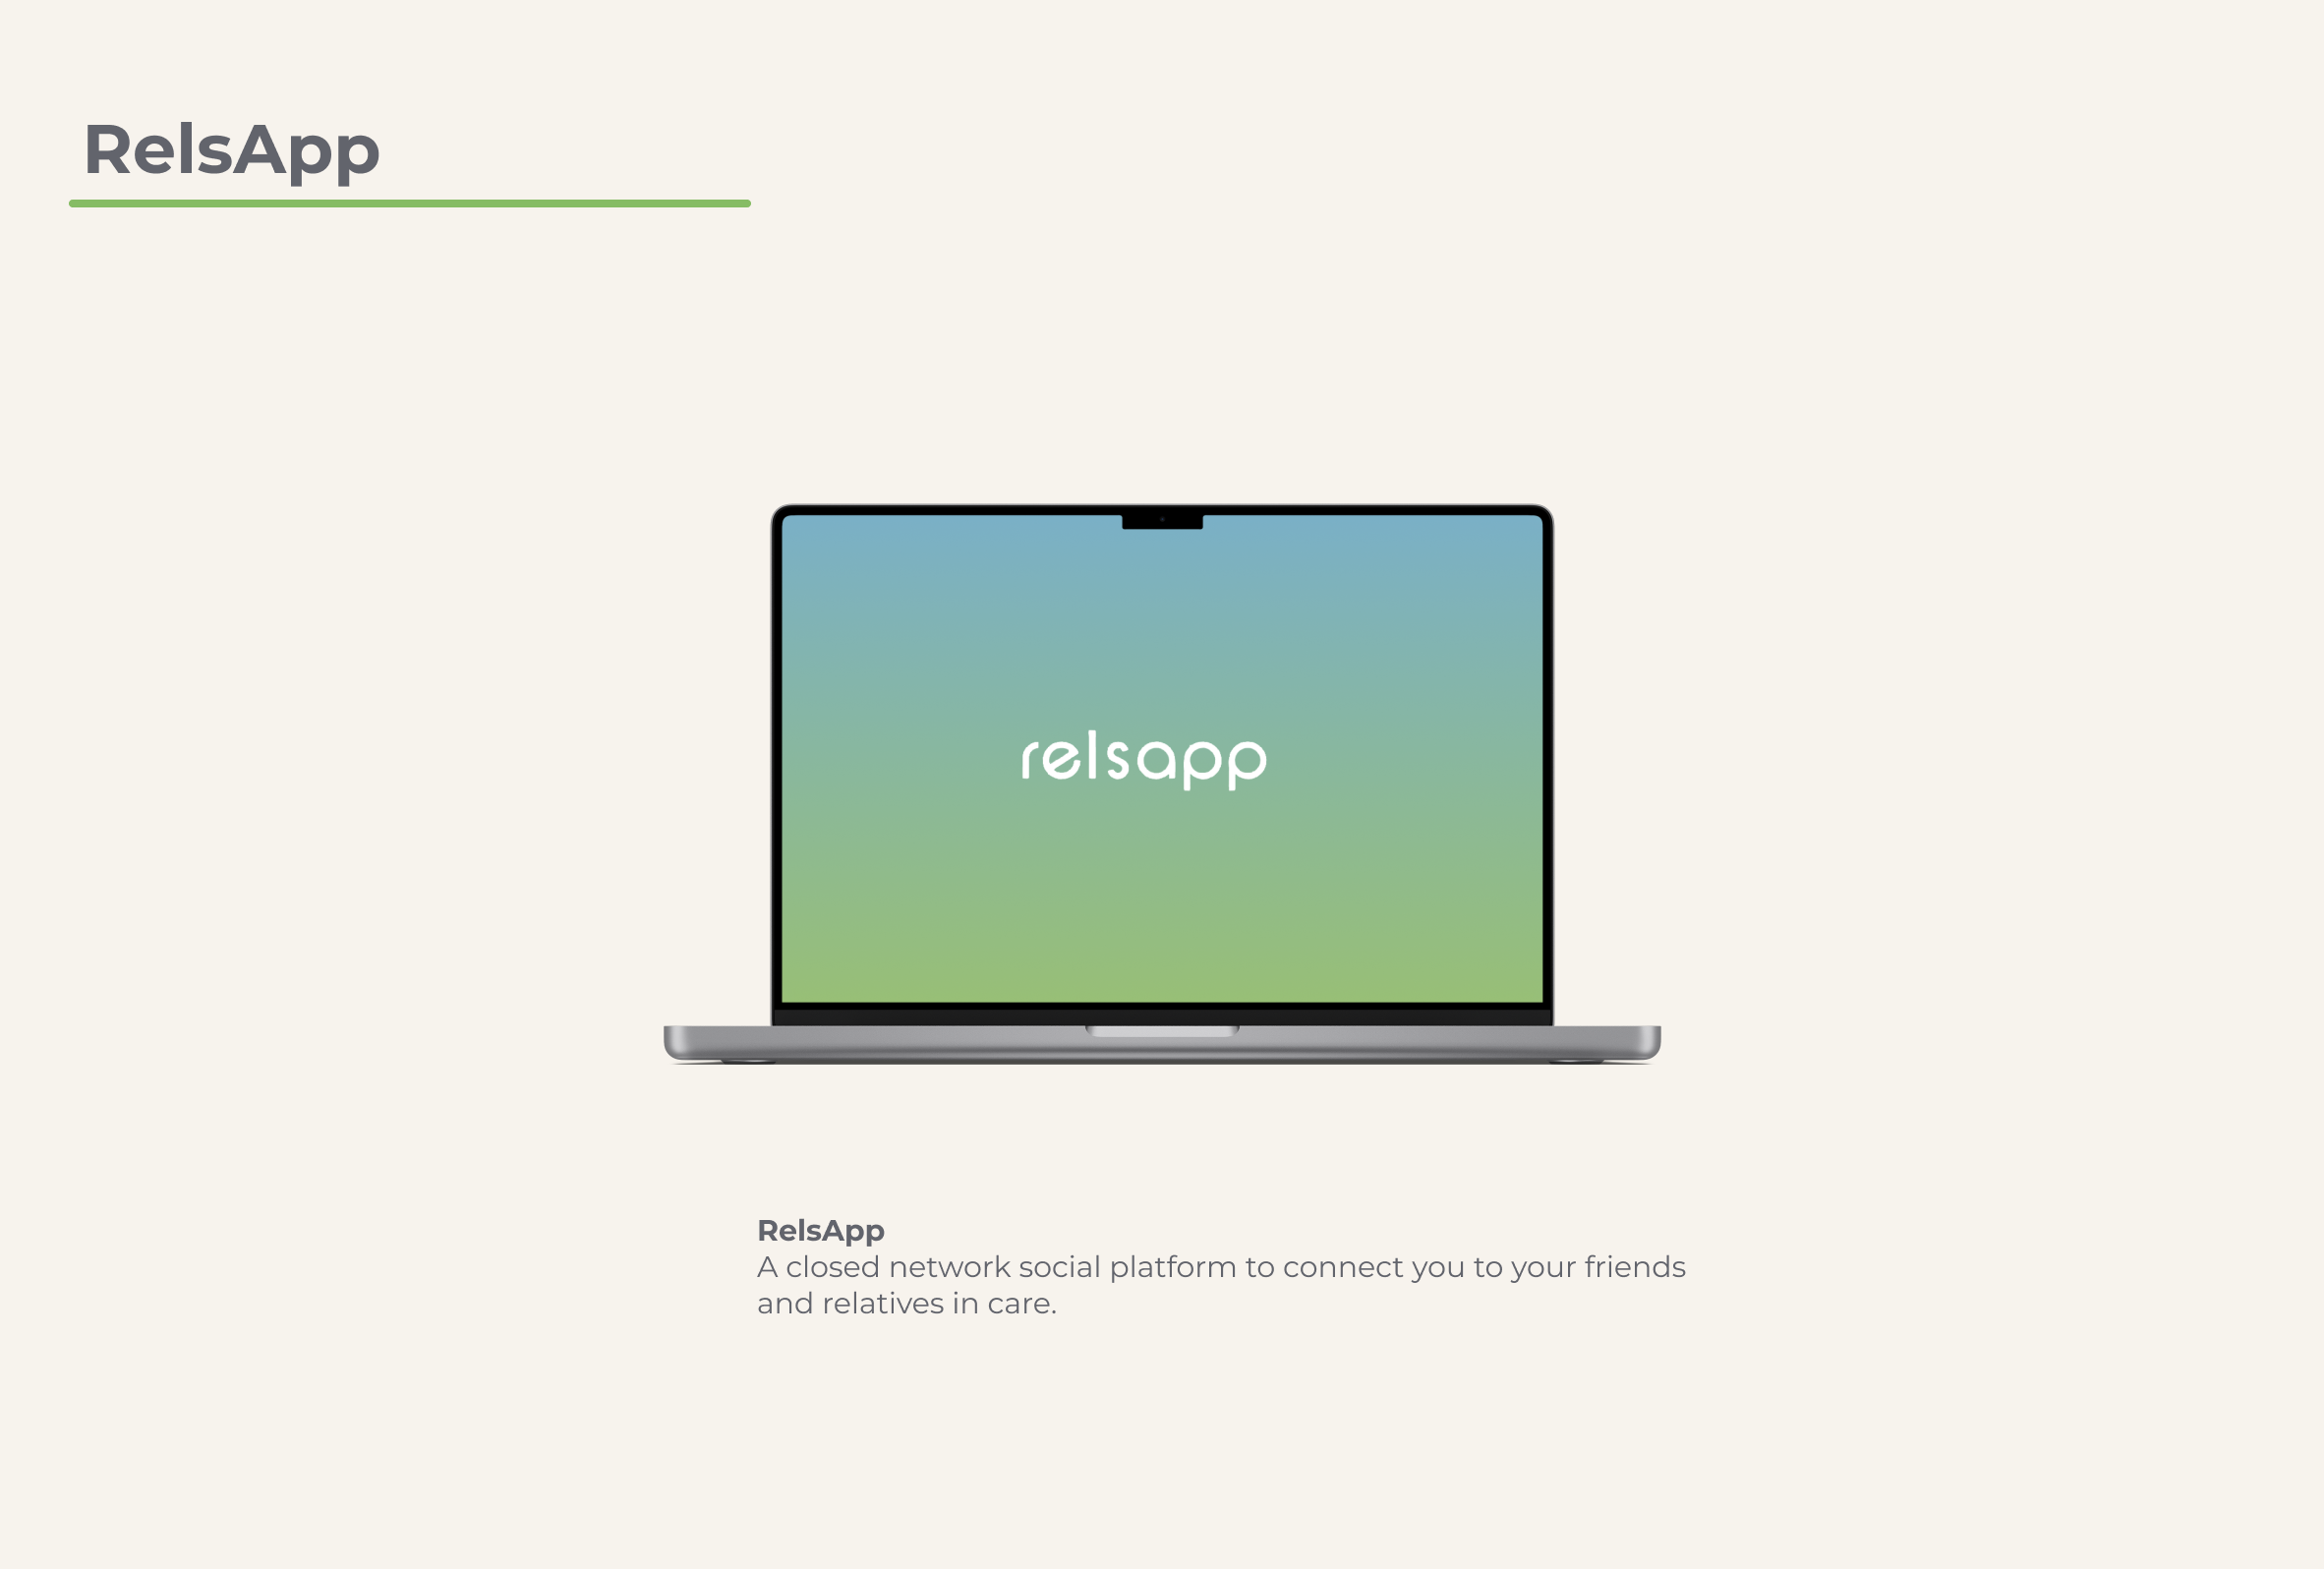 RelsApp
relsapp
RelsApp
A closed network social platform to connect you to your friends
and relatives in care.